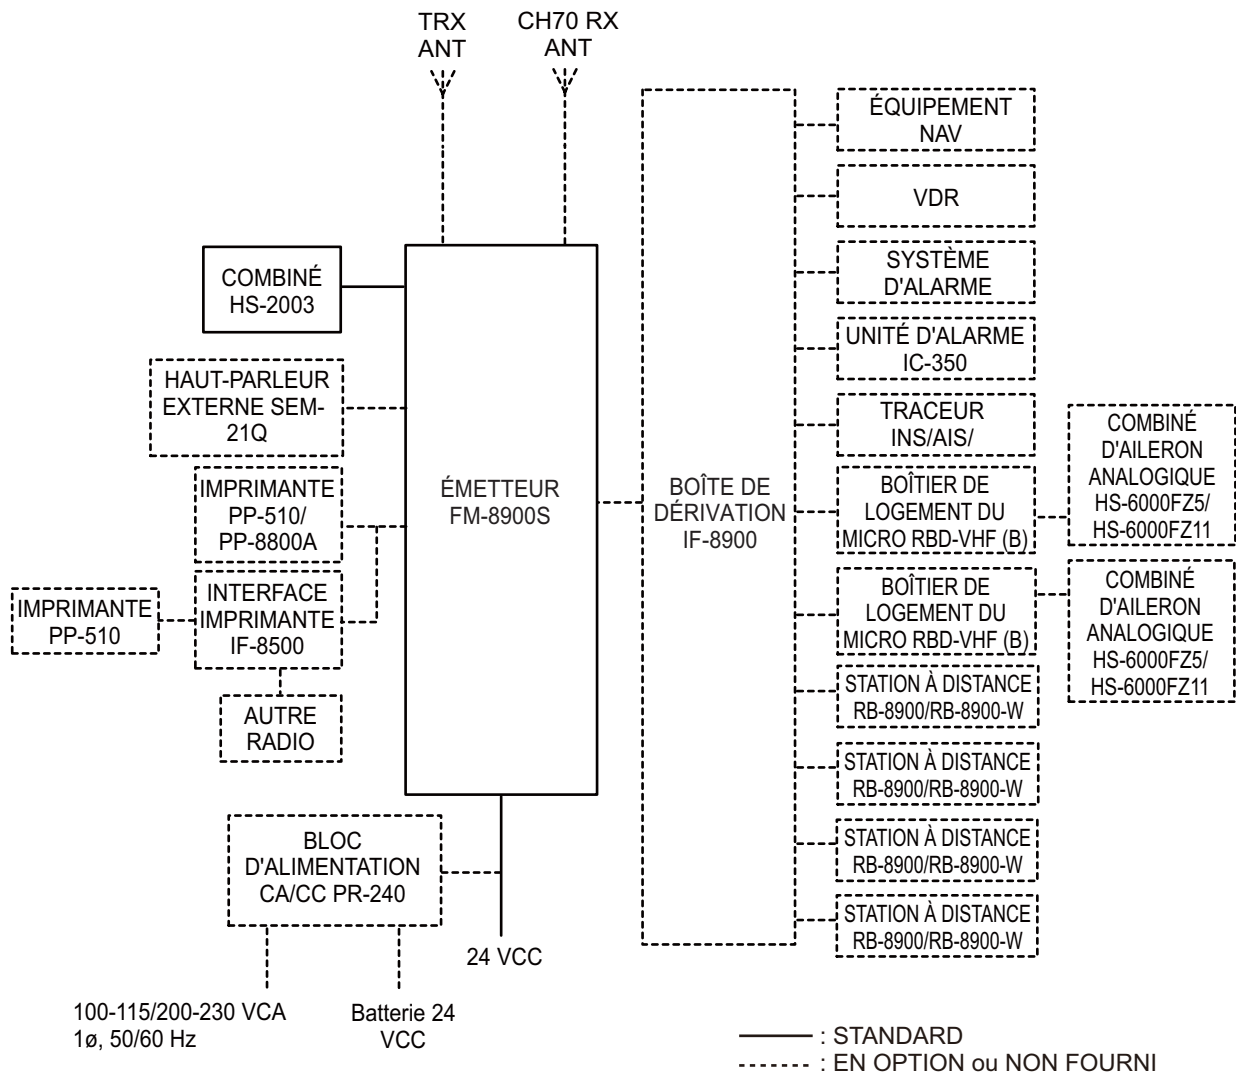 TRX
ANT
CH70 RX
ANT
COMBINÉ
HS-2003
HAUT-PARLEUR
EXTERNE SEM-
21Q
IMPRIMANTE
PP-510/
PP-8800A
IMPRIMANTE
PP-510
INTERFACE
IMPRIMANTE
IF-8500
AUTRE
RADIO
ÉMETTEUR
FM-8900S
BLOC
D'ALIMENTATION
CA/CC PR-240
24 VCC
100-115/200-230 VCA
1ø, 50/60 Hz
Batterie 24
VCC
BOÎTE DE
DÉRIVATION
IF-8900
ÉQUIPEMENT
NAV
VDR
SYSTÈME
D'ALARME
UNITÉ D'ALARME
IC-350
TRACEUR
INS/AIS/
BOÎTIER DE
LOGEMENT DU
MICRO RBD-VHF (B)
COMBINÉ
D'AILERON
ANALOGIQUE
HS-6000FZ5/
HS-6000FZ11
BOÎTIER DE
LOGEMENT DU
MICRO RBD-VHF (B)
COMBINÉ
D'AILERON
ANALOGIQUE
HS-6000FZ5/
HS-6000FZ11
STATION À DISTANCE
RB-8900/RB-8900-W
STATION À DISTANCE
RB-8900/RB-8900-W
STATION À DISTANCE
RB-8900/RB-8900-W
STATION À DISTANCE
RB-8900/RB-8900-W
: STANDARD
: EN OPTION ou NON FOURNI